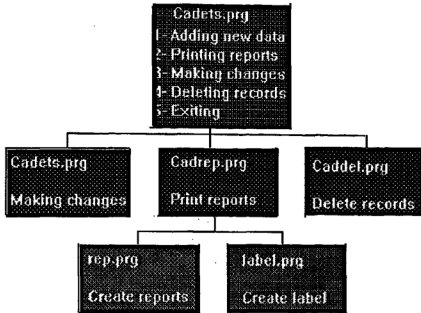 Cadets.prg
1- Adding new data
2- Printing reports
3- Making changes
4- Deleting records
5- Exiting
Cadets.prg
Making changes
Cadrep.prg
Print reports
Caddel.prg
Delete records
rep.prg
Create reports
label.prg
Create label